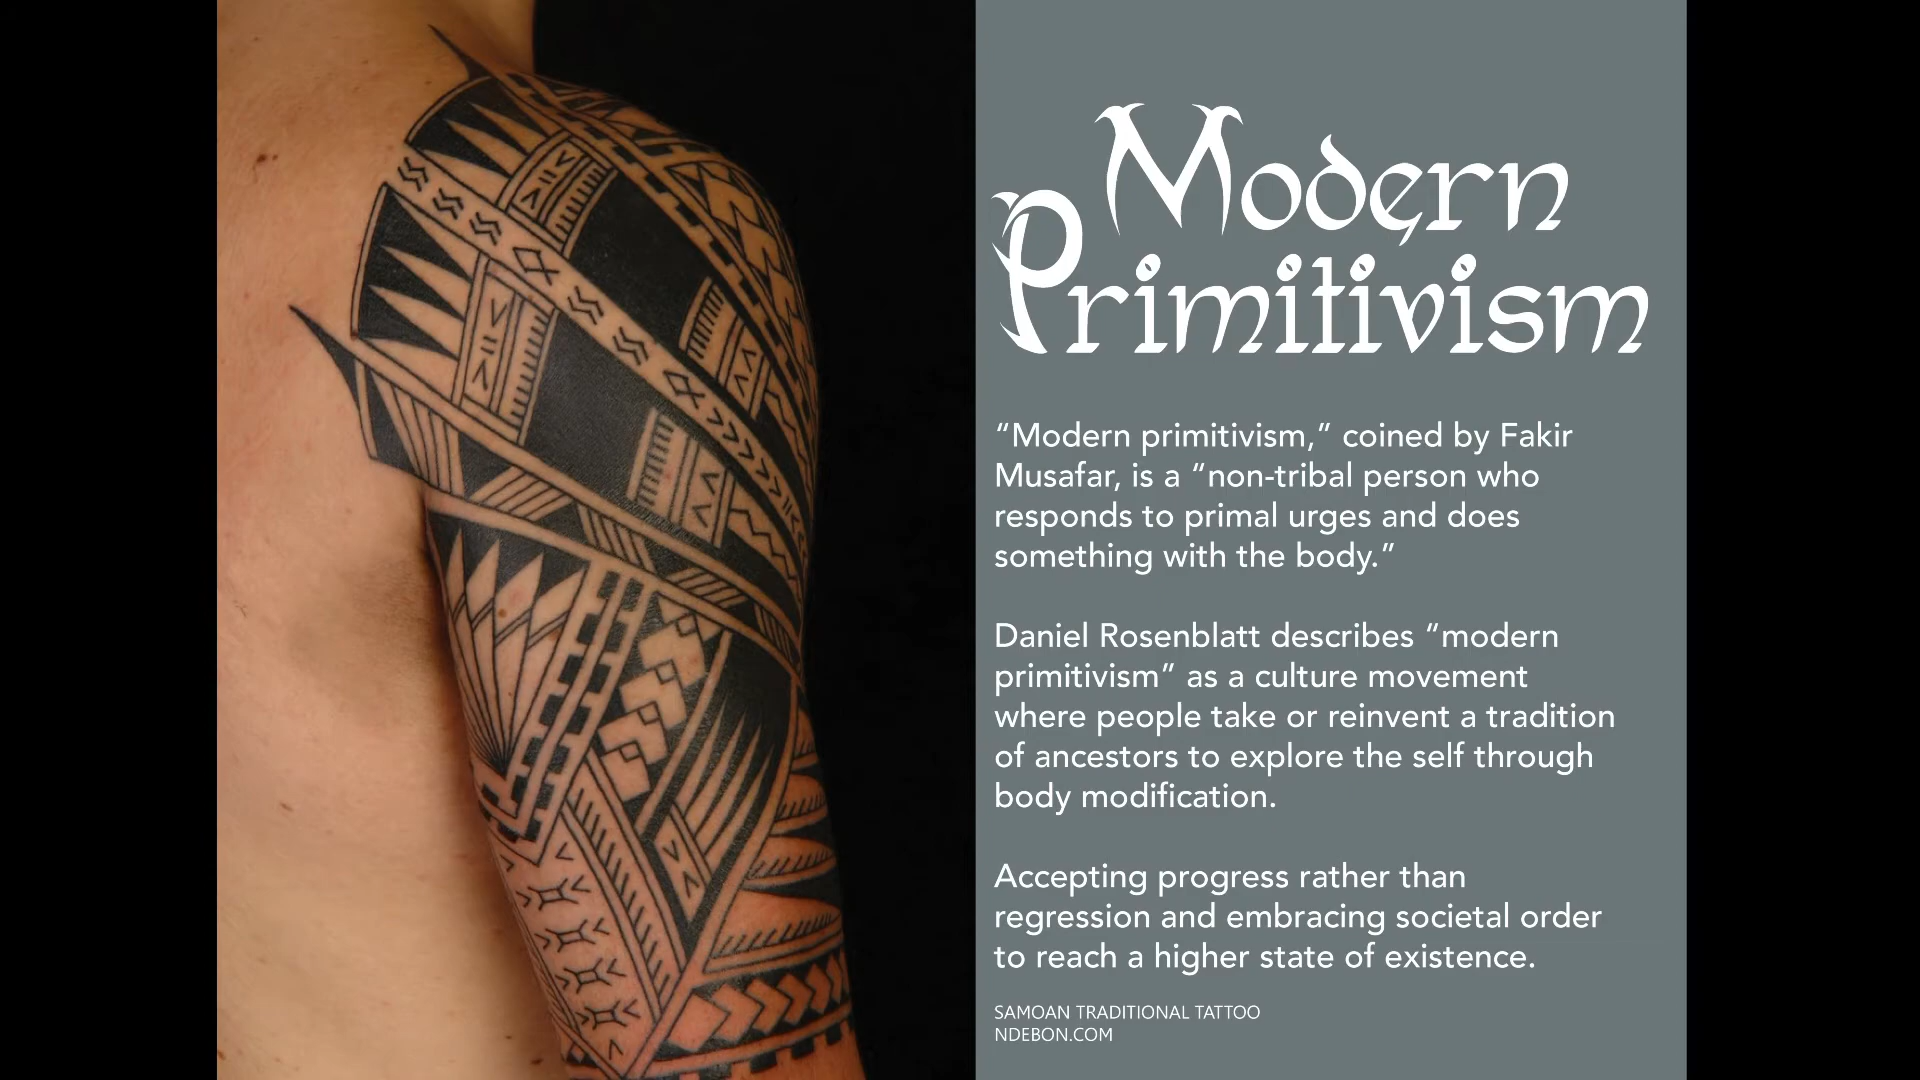 Modern
Primitivism
“Modern primitivism,” coined by Fakir
Musafar, is a “non-tribal person who
responds to primal urges and does
something with the body.”
Daniel Rosenblatt describes “modern
primitivism” as a culture movement
where people take or reinvent a tradition
of ancestors to explore the self through
body modification.
Accepting progress rather than
regression and embracing societal order
to reach a higher state of existence.
SAMOAN TRADITIONAL TATTOO
NDEBON.COM